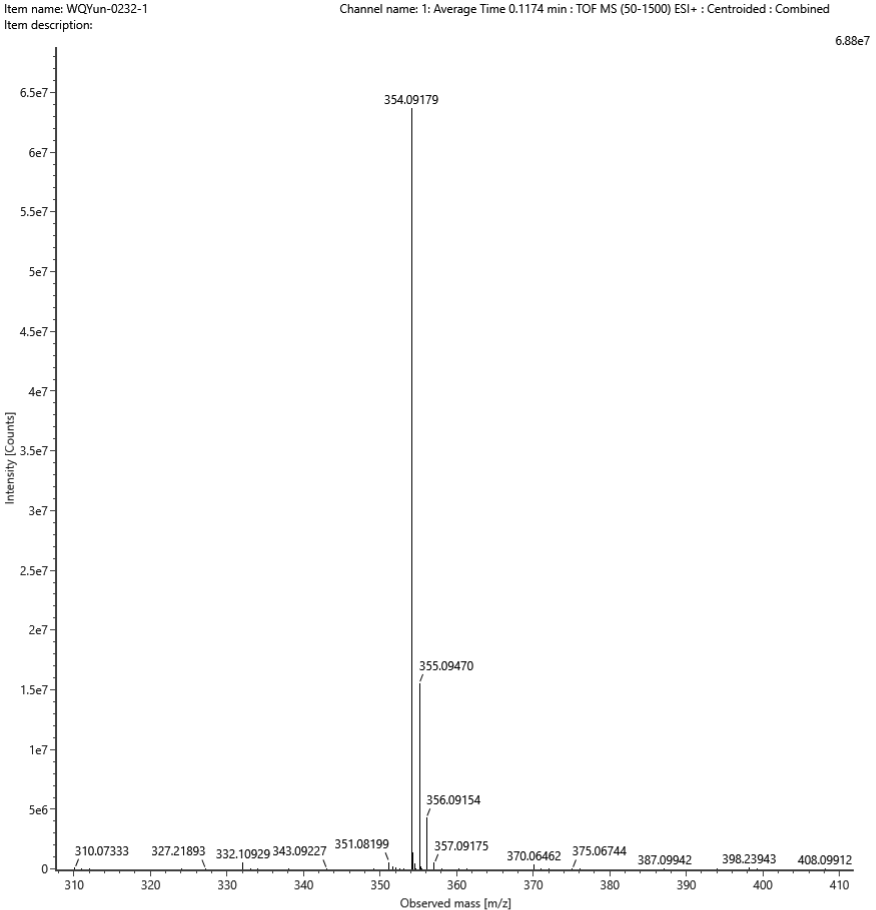 Item name: WQYun-0232-1
Channel name: 1: Average Time 0.1174 min : TOF MS (50-1500) ESI+ : Centroided : Combined
Item description:
6.88e7
6.5e7
6e7
5.5e7
5e7
4.5e7
4e7
3.5e7
3e7
2.5e7
2e7
1.5e7
1e7
5e6
0
Intensity [Counts]
354.09179
355.09470
356.09154
310.07333
327.21893
332.10929
343.09227
351.08199
357.09175
370.06462
375.06744
387.09942
398.23943
408.09912
310
320
330
340
350
360
370
380
390
400
410
Observed mass [m/z]